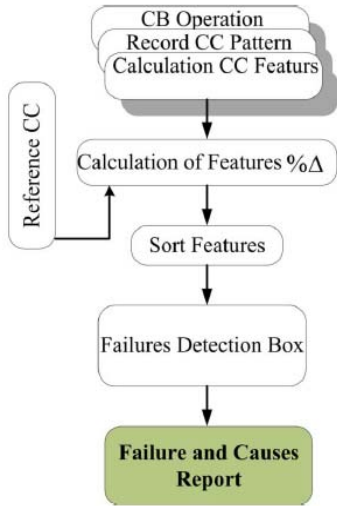 CB Operation
Record CC Pattern
Calculation CC Featurs
Reference CC
Calculation of Features %Δ
Sort Features
Failures Detection Box
Failure and Causes
Report